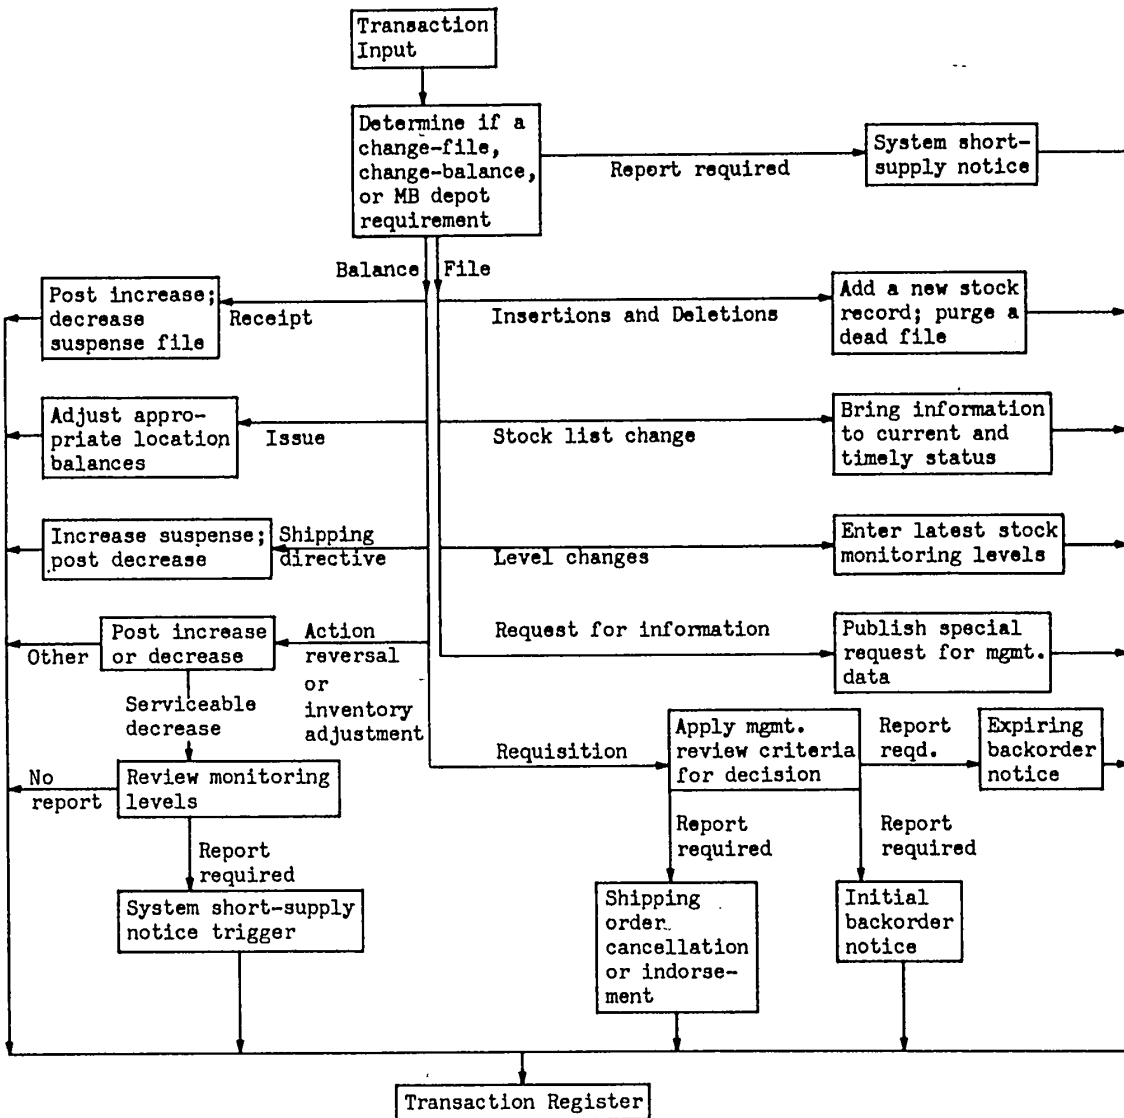 Transaction
Input
Determine if a
change-file,
change-balance,
or MB depot
requirement
Report required
System short-
supply notice
Balance
File
Post increase;
decrease
suspense file
Receipt
Insertions and Deletions
Add a new stock
record; purge a
dead file
Adjust appro-
priate location
balances
Issue
Stock list change
Bring information
to current and
timely status
Increase suspense;
post decrease
Shipping
directive
Level changes
Enter latest stock
monitoring levels
Other
Post increase
or decrease
Action
reversal
or
inventory
adjustment
Request for information
Publish special
request for mgmt.
data
Serviceable
decrease
Requisition
Apply mgmt.
review criteria
for decision
Report
reqd.
Expiring
backorder
notice
No
report
Review monitoring
levels
Report
required
Report
required
Report
required
System short-supply
notice trigger
Shipping
order
cancellation
or indorse-
ment
Initial
backorder
notice
Transaction Register